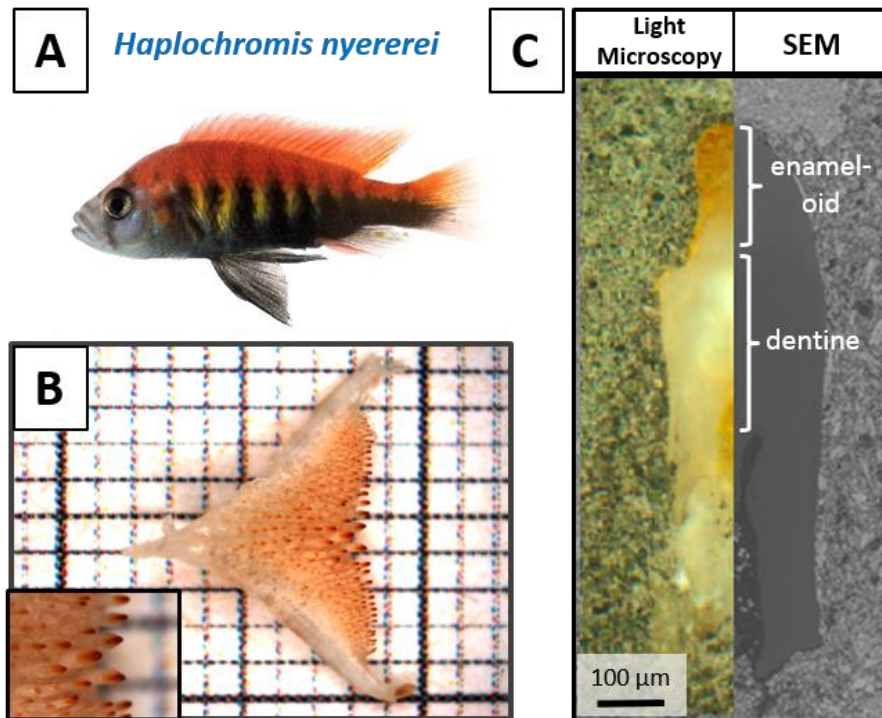 A
Haplochromis nyererei
B
C
Light
Microscopy
SEM
enamel-
oid
dentine
100 µm